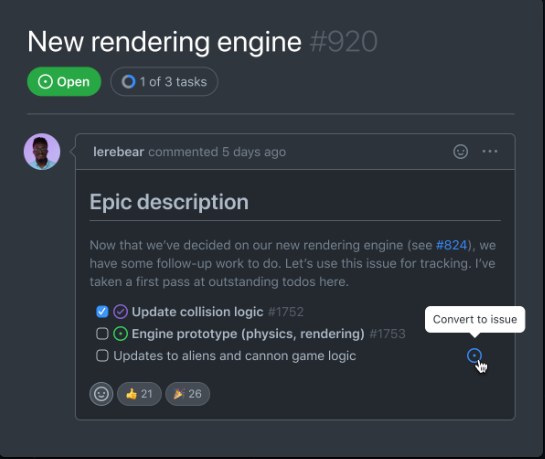 New rendering engine #920
Open 1 of 3 tasks
lerebear commented 5 days ago
Epic description
Now that we've decided on our new rendering engine (see #824), we
have some follow-up work to do. Let's use this issue for tracking. I've
taken a first pass at outstanding todos here.
Convert to issue
Update collision logic #1752
Engine prototype (physics, rendering) #1753
Updates to aliens and cannon game logic
👍 21 🎉 26